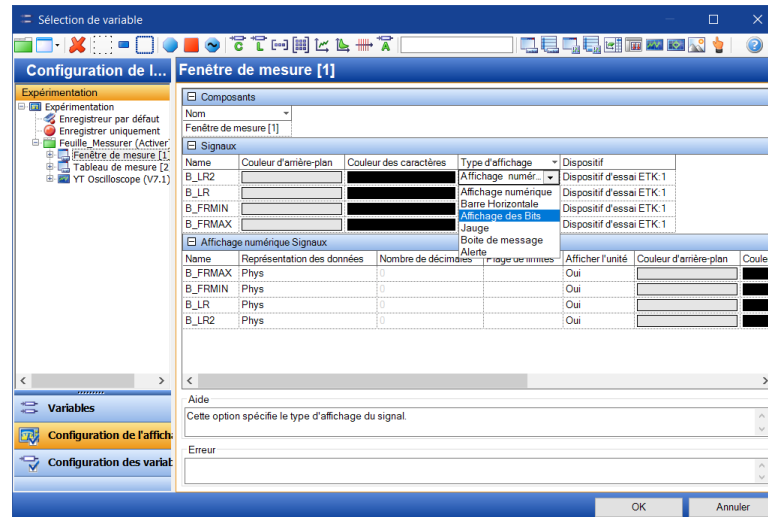 Sélection de variable
Configuration de l...
Fenêtre de mesure [1]
Expérimentation
Expérimentation
Enregistreur par défaut
Enregistrer uniquement
Feuille_Messurer (Activer
Fenêtre de mesure [1]
Tableau de mesure [2
YT Oscilloscope (V7.1)
Composants
Nom
Fenêtre de mesure [1]
Signaux
Name Couleur d'arrière-plan Couleur des caractères Type d'affichage Dispositif
B_LR2 Affichage numér... Dispositif d'essai ETK:1
B_LR Affichage numérique Dispositif d'essai ETK:1
Barre Horizontale
B_FRMIN Affichage des Bits Dispositif d'essai ETK:1
Jauge
B_FRMAX Dispositif d'essai ETK:1
Boite de message
Alerte
Affichage numérique Signaux
Name Représentation des données Nombre de décimales Plage de limites Afficher l'unité Couleur d'arrière-plan Coule
B_FRMAX Phys 0 Oui
B_FRMIN Phys 0 Oui
B_LR Phys 0 Oui
B_LR2 Phys 0 Oui
Variables
Configuration de l'affich
Configuration des variab
Aide
Cette option spécifie le type d'affichage du signal.
Erreur
OK Annuler